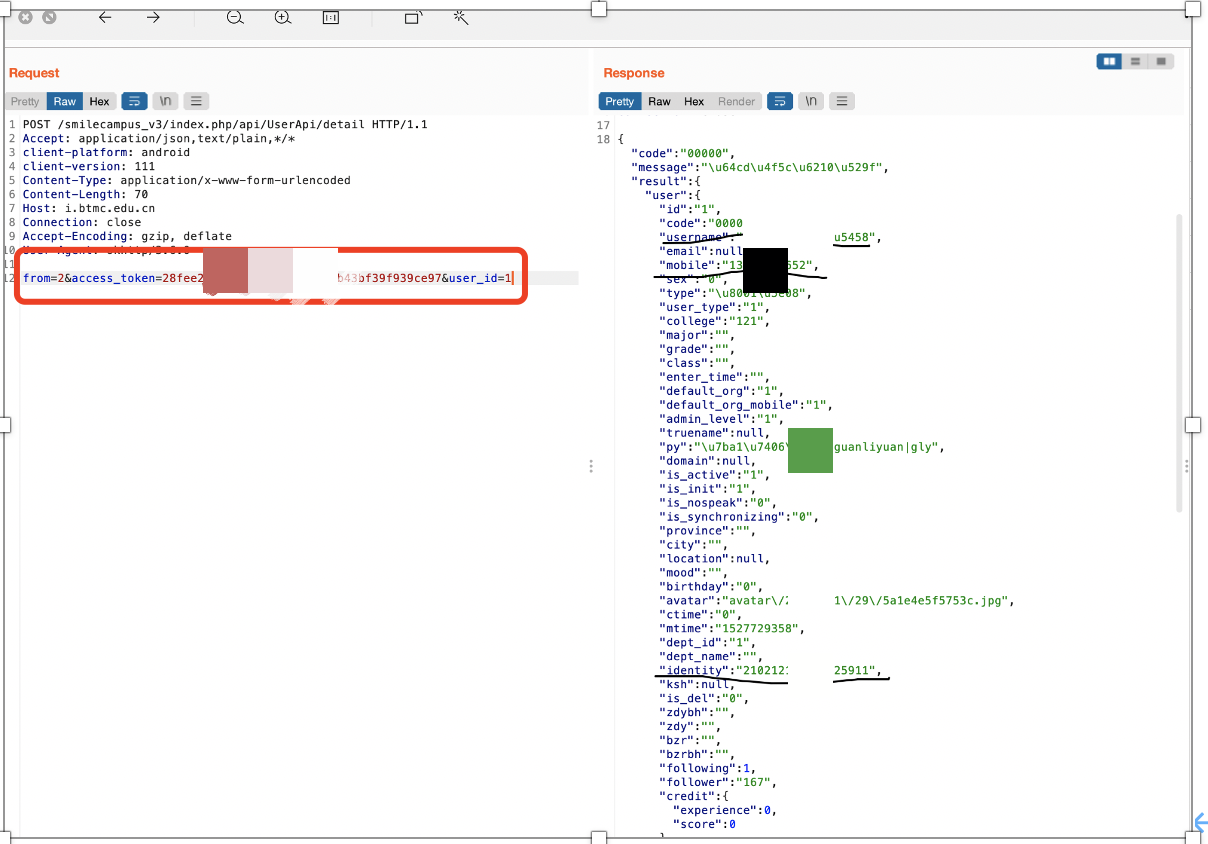 Request
Pretty Raw Hex \n
1 POST /smilecampus_v3/index.php/api/UserApi/detail HTTP/1.1
2 Accept: application/json,text/plain,*/*
3 client-platform: android
4 client-version: 111
5 Content-Type: application/x-www-form-urlencoded
6 Content-Length: 70
7 Host: i.btmc.edu.cn
8 Connection: close
9 Accept-Encoding: gzip, deflate
10
11
12 from=2&access_token=28fee2 b43bf39f939ce97&user_id=1
Response
Pretty Raw Hex Render \n
17
18 {
"code":"00000",
"message":"\u64cd\u4f5c\u6210\u529f",
"result":{
"user":{
"id":"1",
"code":"0000
"username":" u5458",
"email":null
"mobile":"13 552",
"sex":"0",
"type":"\u8001\u5e08",
"user_type":"1",
"college":"121",
"major":"",
"grade":"",
"class":"",
"enter_time":"",
"default_org":"1",
"default_org_mobile":"1",
"admin_level":"1",
"truename":null,
"py":"\u7ba1\u7406\ guanliyuan|gly",
"domain":null,
"is_active":"1",
"is_init":"1",
"is_nospeak":"0",
"is_synchronizing":"0",
"province":"",
"city":"",
"location":null,
"mood":"",
"birthday":"0",
"avatar":"avatar\/2 1\/29\/5a1e4e5f5753c.jpg",
"ctime":"0",
"mtime":"1527729358",
"dept_id":"1",
"dept_name":"",
"identity":"210212 25911",
"ksh":null,
"is_del":"0",
"zdybh":"",
"zdy":"",
"bzr":"",
"bzrbh":"",
"following":1,
"follower":"167",
"credit":{
"experience":0,
"score":0